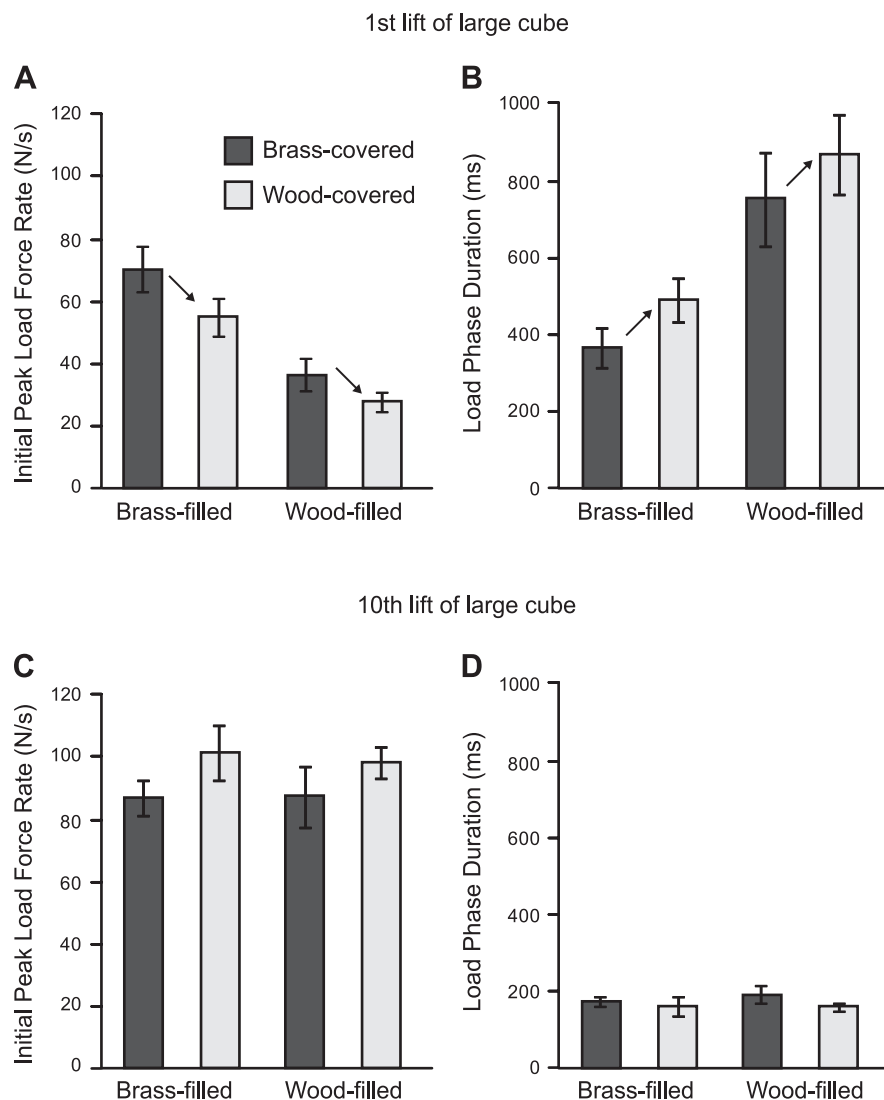 1st lift of large cube
A
Initial Peak Load Force Rate (N/s)
120
100
80
60
40
20
0
Brass-covered
Wood-covered
Brass-filled
Wood-filled
B
Load Phase Duration (ms)
1000
800
600
400
200
0
Brass-filled
Wood-filled
10th lift of large cube
C
Initial Peak Load Force Rate (N/s)
120
100
80
60
40
20
0
Brass-filled
Wood-filled
D
Load Phase Duration (ms)
1000
800
600
400
200
0
Brass-filled
Wood-filled